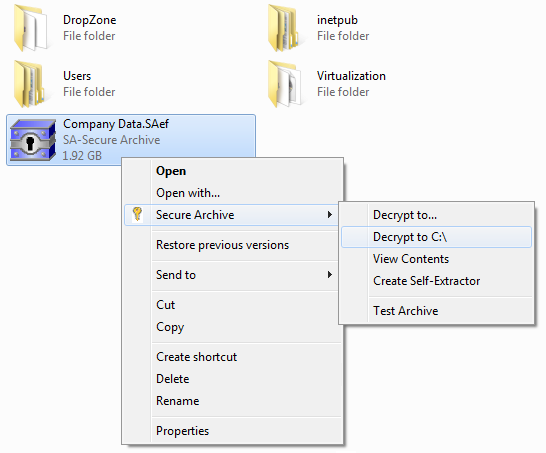 DropZone
File folder
inetpub
File folder
Users
File folder
Virtualization
File folder
Company Data.SAef
SA-Secure Archive
1.92 GB
Open
Open with...
Secure Archive
Restore previous versions
Send to
Cut
Copy
Create shortcut
Delete
Rename
Properties
Decrypt to...
Decrypt to C:\
View Contents
Create Self-Extractor
Test Archive